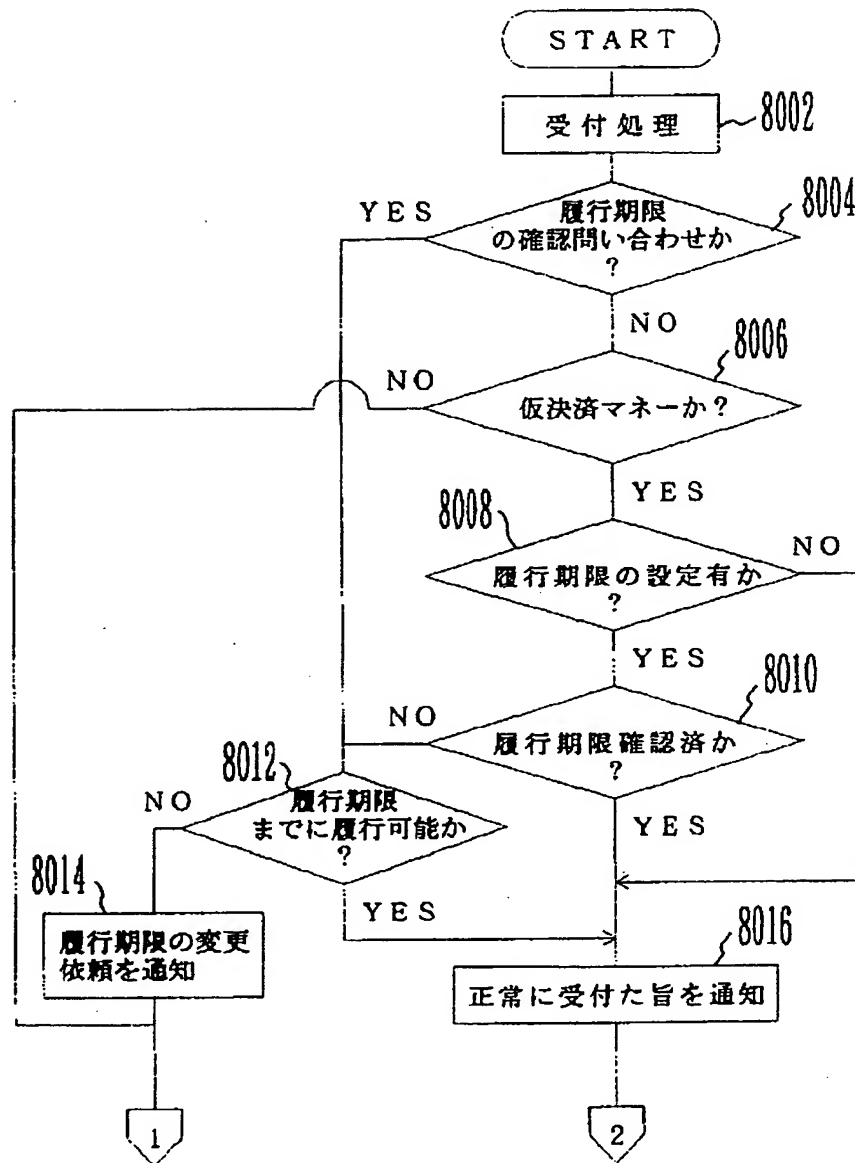 START
受付処理
8002
8004
YES
履行期限
の確認問い合わせか
?
NO
8006
NO
仮決済マネーか?
YES
8008
NO
履行期限の設定有か
?
YES
8010
NO
履行期限確認済か
?
8012
NO
履行期限
までに履行可能か
?
YES
YES
8014
履行期限の変更
依頼を通知
8016
正常に受付た旨を通知
1
2